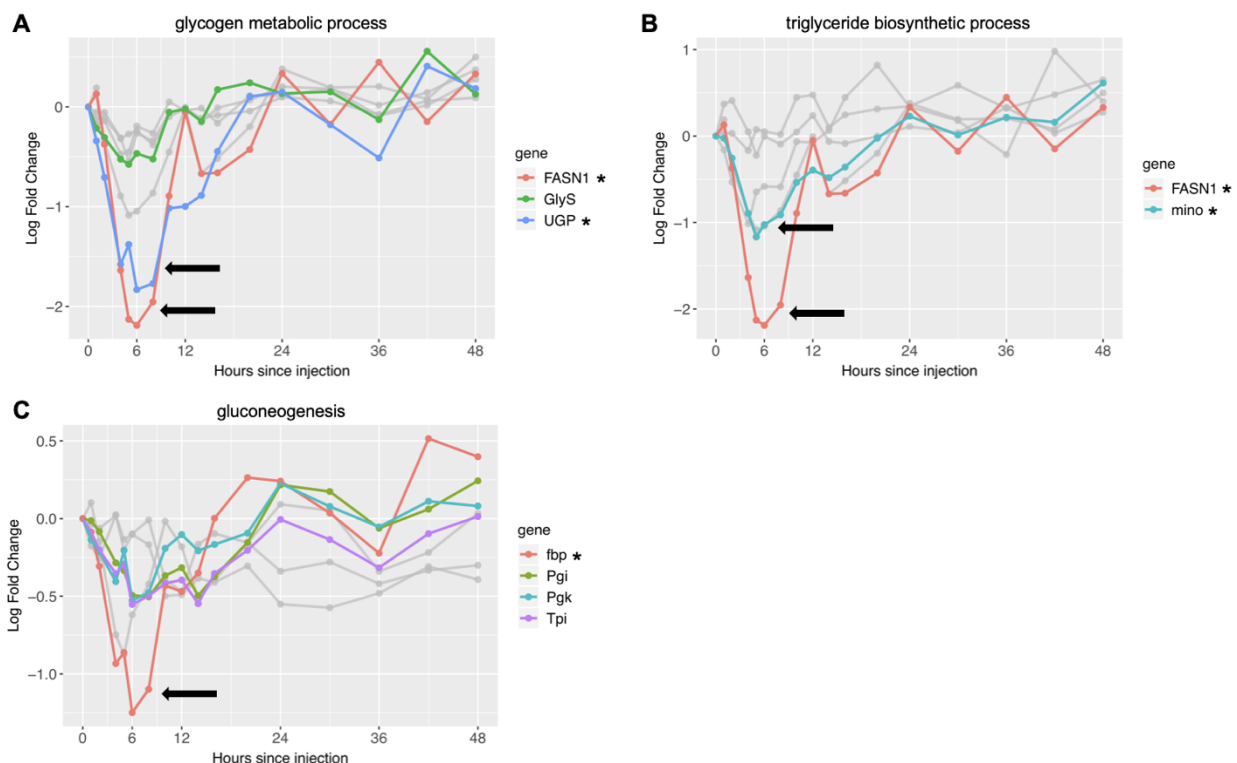 A
glycogen metabolic process
Log Fold Change
0
−1
−2
0
6
12
24
36
48
Hours since injection
gene
FASN1 *
GlyS
UGP *
B
triglyceride biosynthetic process
Log Fold Change
1
0
−1
−2
0
6
12
24
36
48
Hours since injection
gene
FASN1 *
mino *
C
gluconeogenesis
Log Fold Change
0.5
0.0
−0.5
−1.0
0
6
12
24
36
48
Hours since injection
gene
fbp *
Pgi
Pgk
Tpi